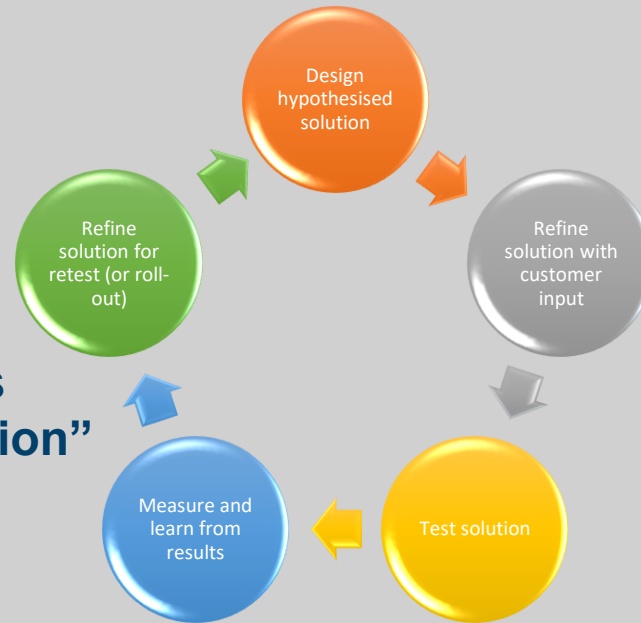 Design
hypothesised
solution
Refine
solution with
customer
input
Test solution
Measure and
learn from
results
Refine
solution for
retest (or roll-
out)
s
ion”